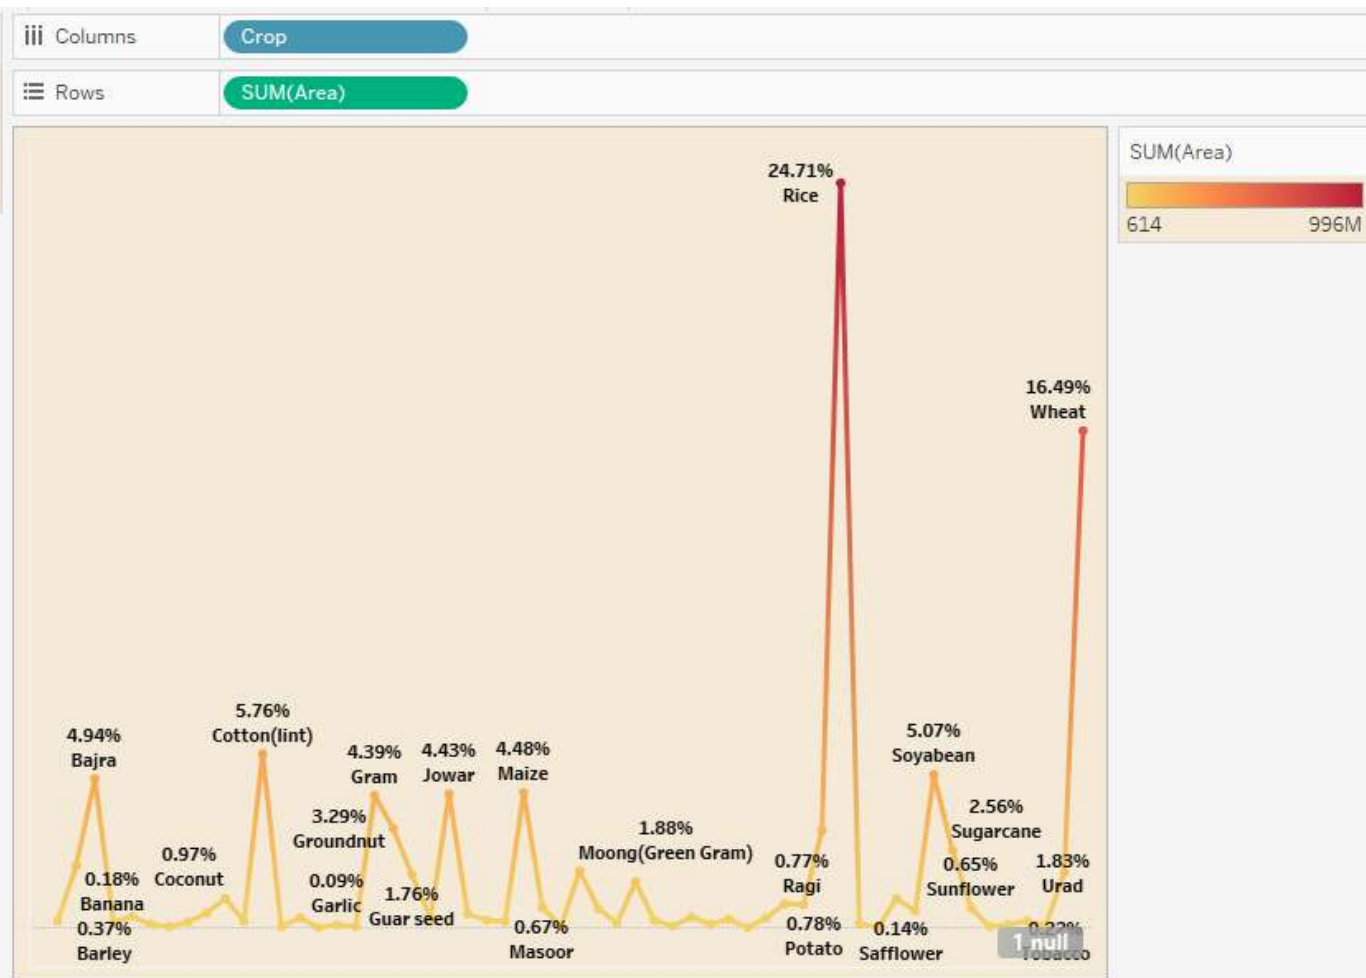 Columns
Crop
Rows
SUM(Area)
SUM(Area)
614 996M
24.71%
Rice
16.49%
Wheat
4.94%
Bajra
5.76%
Cotton(lint)
4.39%
Gram
4.43%
Jowar
4.48%
Maize
5.07%
Soyabean
3.29%
Groundnut
2.56%
Sugarcane
1.88%
Moong(Green Gram)
0.97%
Coconut
0.18%
Banana
0.37%
Barley
0.09%
Garlic
1.76%
Guar seed
0.67%
Masoor
0.77%
Ragi
0.78%
Potato
0.14%
Safflower
0.65%
Sunflower
1.83%
Urad
1 null